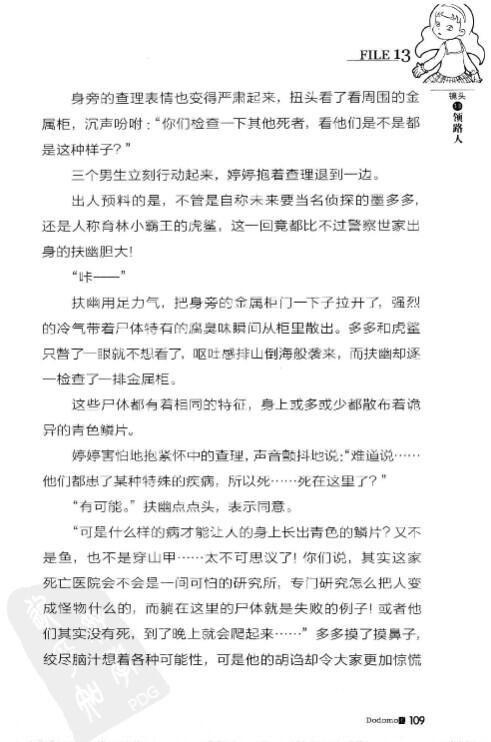 FILE 13
镜头
13
领路人
身旁的查理表情也变得严肃起来，扭头看了看周围的金
属柜，沉声吩咐：“你们检查一下其他死者，看他们是不是都
是这种样子？”
三个男生立刻行动起来，婷婷抱着查理退到一边。
出人预料的是，不管是自称未来要当名侦探的墨多多，
还是人称育林小霸王的虎鲨，这一回竟都比不过警察世家出
身的扶幽胆大！
“咔——”
扶幽用足力气，把身旁的金属柜门一下子拉开了，强烈
的冷气带着尸体特有的腐臭味瞬间从柜里散出。多多和虎鲨
只瞥了一眼就不想看了，呕吐感排山倒海般袭来，而扶幽却逐
一检查了一排金属柜。
这些尸体都有着相同的特征，身上或多或少都散布着诡
异的青色鳞片。
婷婷害怕地抱紧怀中的查理，声音颤抖地说：“难道说……
他们都患了某种特殊的疾病，所以死……死在这里了？”
“有可能。”扶幽点点头，表示同意。
“可是什么样的病才能让人的身上长出青色的鳞片？又不
是鱼，也不是穿山甲……太不可思议了！你们说，其实这家
死亡医院会不会是一间可怕的研究所，专门研究怎么把人变
成怪物什么的，而躺在这里的尸体就是失败的例子！或者他
们其实没有死，到了晚上就会爬起来……”多多摸了摸鼻子，
绞尽脑汁想着各种可能性，可是他的胡诌却令大家更加惊慌
PDG
Dodomo 109